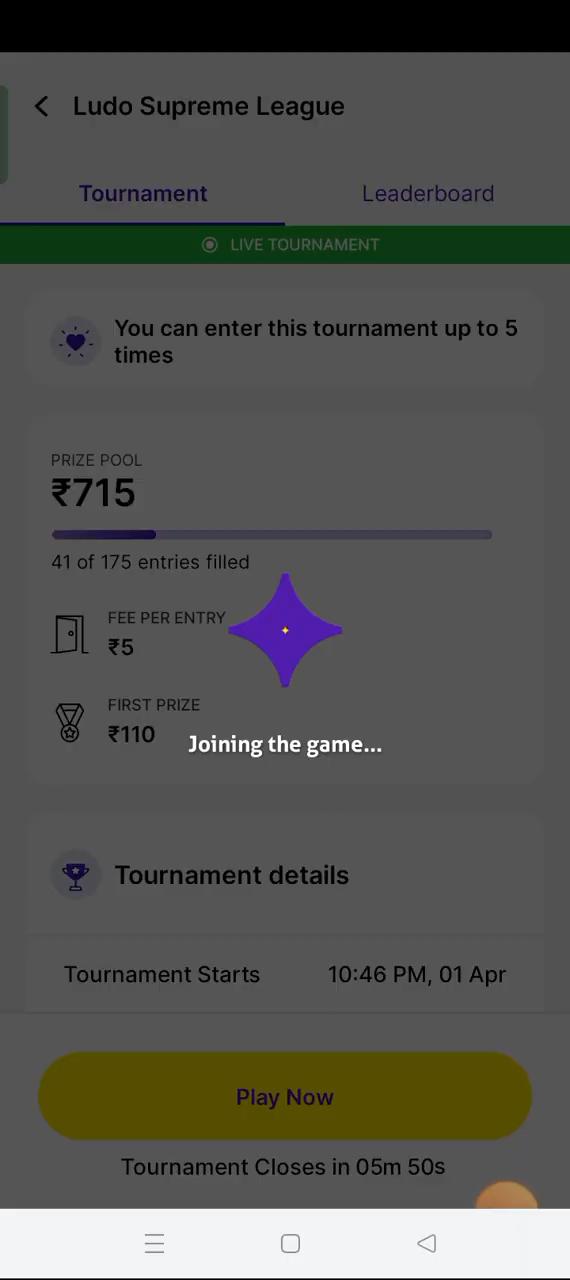 Ludo Supreme League
Tournament
Leaderboard
LIVE TOURNAMENT
You can enter this tournament up to 5
times
PRIZE POOL
₹715
41 of 175 entries filled
FEE PER ENTRY
₹5
FIRST PRIZE
₹110
Joining the game...
Tournament details
Tournament Starts
10:46 PM, 01 Apr
Play Now
Tournament Closes in 05m 50s